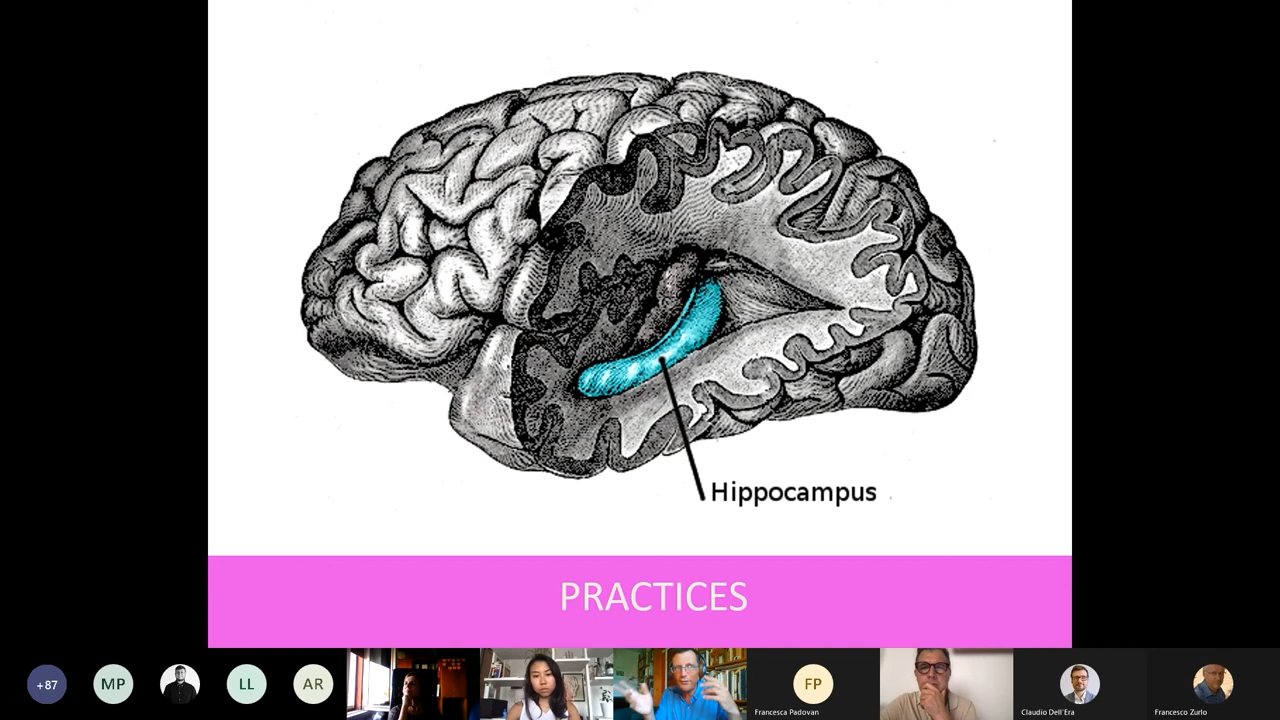 Hippocampus
PRACTICES
+87
MP
LL
AR
FP
Francesca Padovan
Claudio Dell'Era
Francesco Zurlo